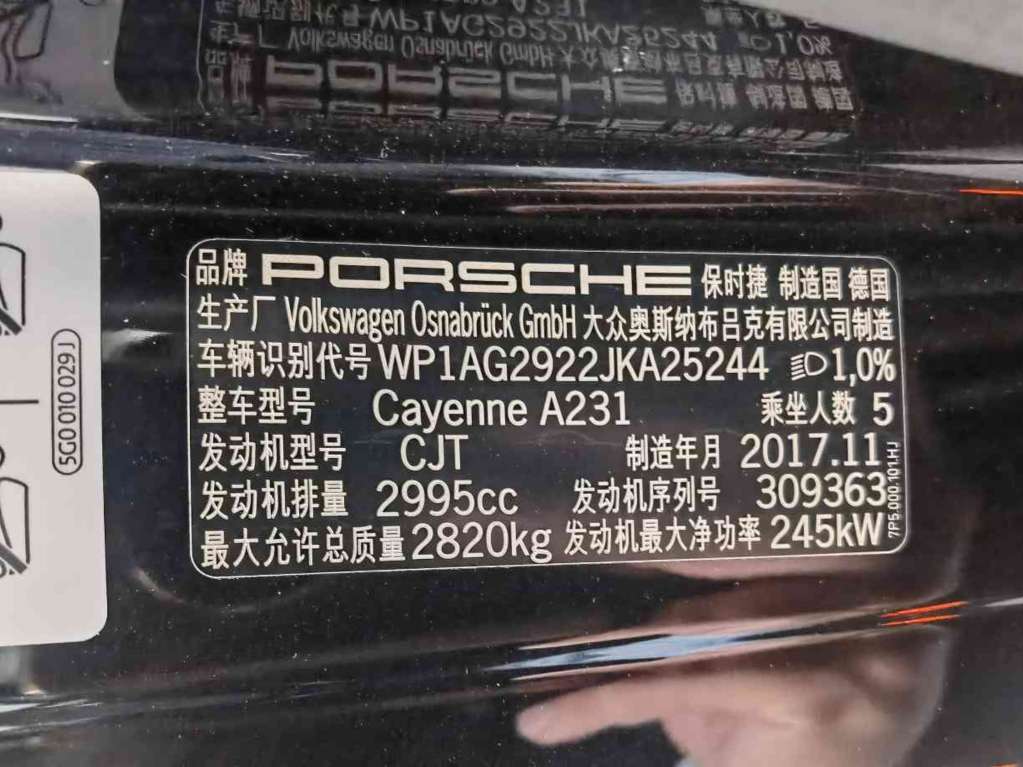 品牌 PORSCHE 保时捷 制造国 德国
生产厂 Volkswagen Osnabrück GmbH 大众奥斯纳布吕克有限公司制造
车辆识别代号 WP1AG2922JKA25244 1,0%
整车型号 Cayenne A231 乘坐人数 5
发动机型号 CJT 制造年月 2017.11
发动机排量 2995cc 发动机序列号 309363
最大允许总质量 2820kg 发动机最大净功率 245kW
7P5.000.101.HJ
5G0 010 029 J